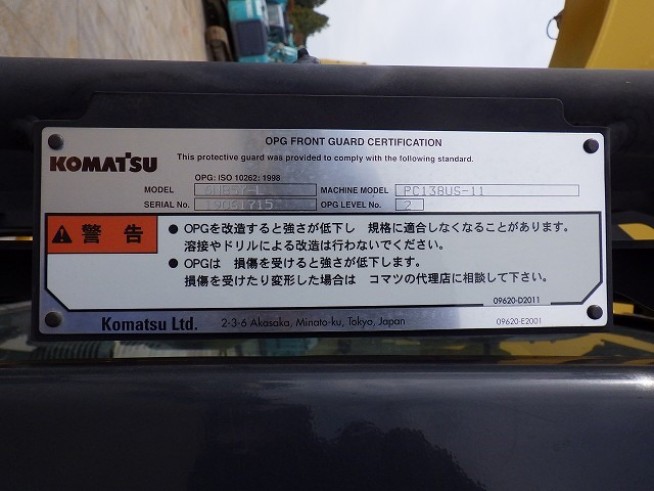 OPG FRONT GUARD CERTIFICATION
KOMATSU
This protective guard was provided to comply with the following standard.
OPG: ISO 10262: 1998
MODEL MACHINE MODEL PC138US-11
SERIAL No. OPG LEVEL No. 2
警告
● OPGを改造すると強さが低下し 規格に適合しなくなることがあります。
溶接やドリルによる改造は行わないでください。
● OPGは 損傷を受けると強さが低下します。
損傷を受けたり変形した場合は コマツの代理店に相談して下さい。
09620-D2011
Komatsu Ltd. 2-3-6 Akasaka, Minato-ku, Tokyo, Japan 09620-E2001